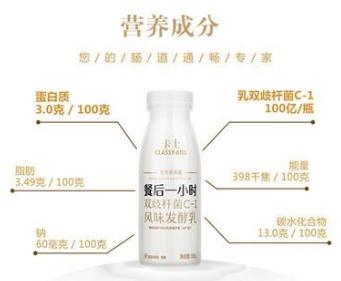 营养成分
您/的/肠/道/通/畅/专/家
蛋白质
3.0克 / 100克
乳双歧杆菌C-1
100亿/瓶
卡士
CLASSY·KISS
脂肪
3.49克 / 100克
能量
398千焦 / 100克
餐后一小时
双歧杆菌C-1
风味发酵乳
钠
60毫克 / 100克
碳水化合物
13.0克 / 100克